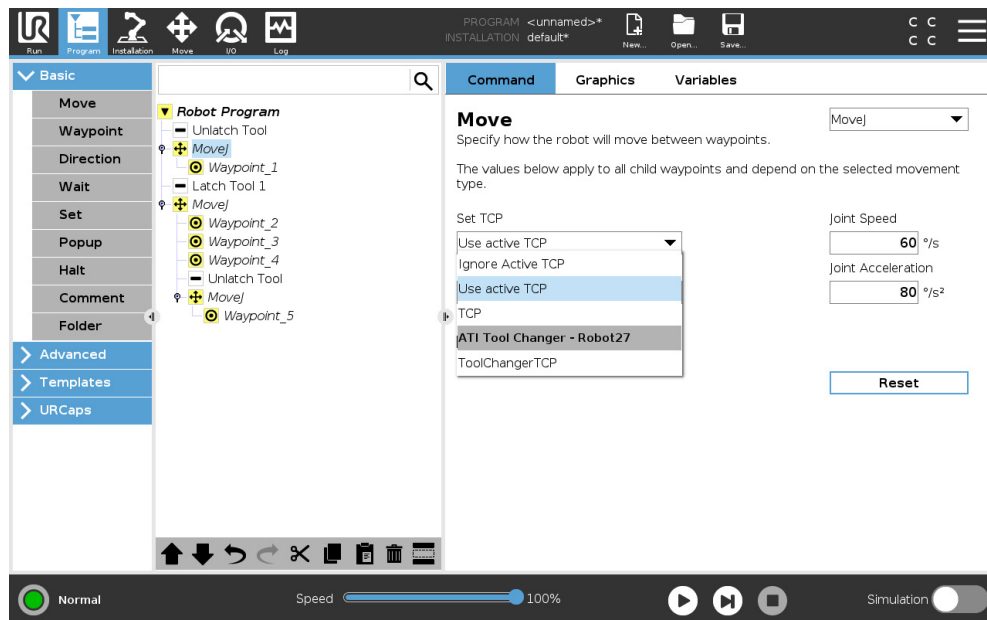 PROGRAM <unnamed>*
INSTALLATION default*
UR
Run
Program
Installation
Move
I/O
Log
New...
Open...
Save...
C C
C C
Basic
Move
Waypoint
Direction
Wait
Set
Popup
Halt
Comment
Folder
Advanced
Templates
URCaps
Robot Program
Unlatch Tool
MoveJ
Waypoint_1
Latch Tool 1
MoveJ
Waypoint_2
Waypoint_3
Waypoint_4
Unlatch Tool
MoveJ
Waypoint_5
Command
Graphics
Variables
Move
MoveJ
Specify how the robot will move between waypoints.
The values below apply to all child waypoints and depend on the selected movement
type.
Set TCP
Use active TCP
Ignore Active TCP
Use active TCP
TCP
ATI Tool Changer - Robot27
ToolChangerTCP
Joint Speed
60 °/s
Joint Acceleration
80 °/s²
Reset
Normal
Speed
100%
Simulation